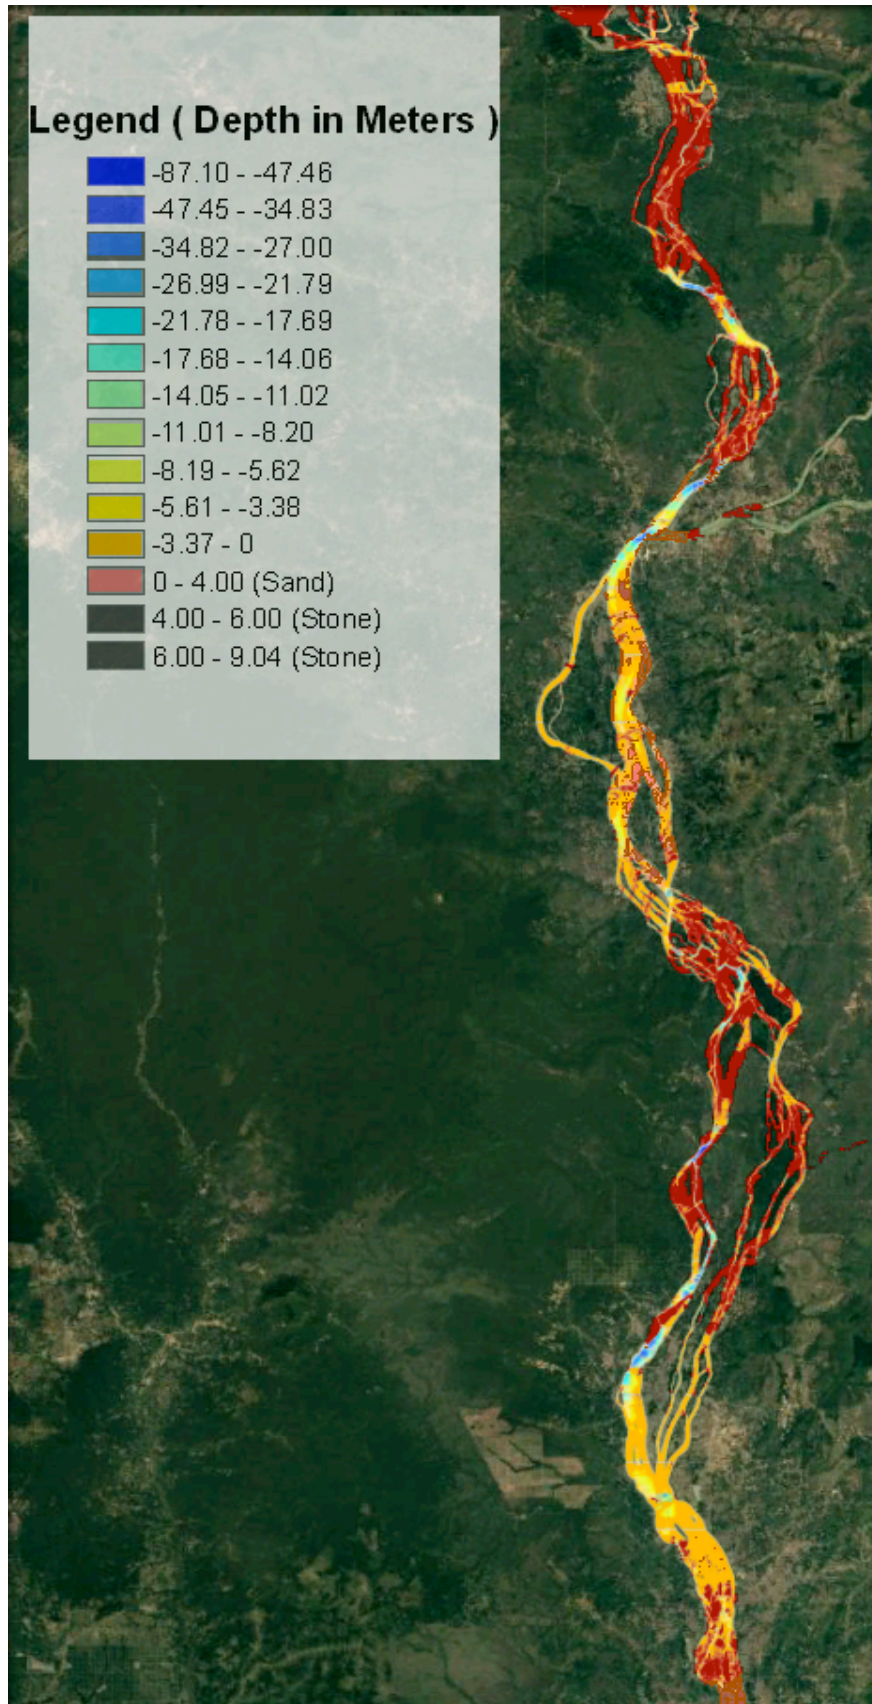 Legend ( Depth in Meters )
-87.10 - -47.46
-47.45 - -34.83
-34.82 - -27.00
-26.99 - -21.79
-21.78 - -17.69
-17.68 - -14.06
-14.05 - -11.02
-11.01 - -8.20
-8.19 - -5.62
-5.61 - -3.38
-3.37 - 0
0 - 4.00 (Sand)
4.00 - 6.00 (Stone)
6.00 - 9.04 (Stone)